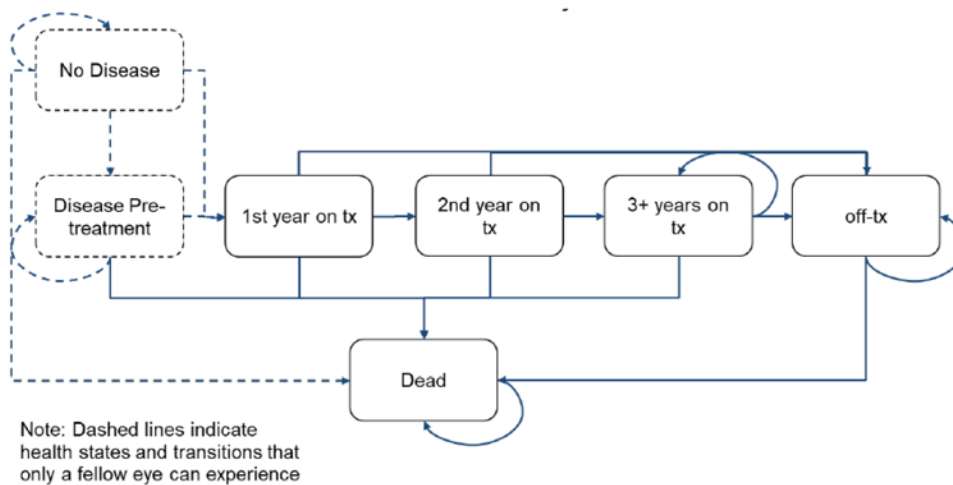 No Disease
Disease Pre-
treatment
1st year on tx
2nd year on
tx
3+ years on
tx
off-tx
Dead
Note: Dashed lines indicate
health states and transitions that
only a fellow eye can experience